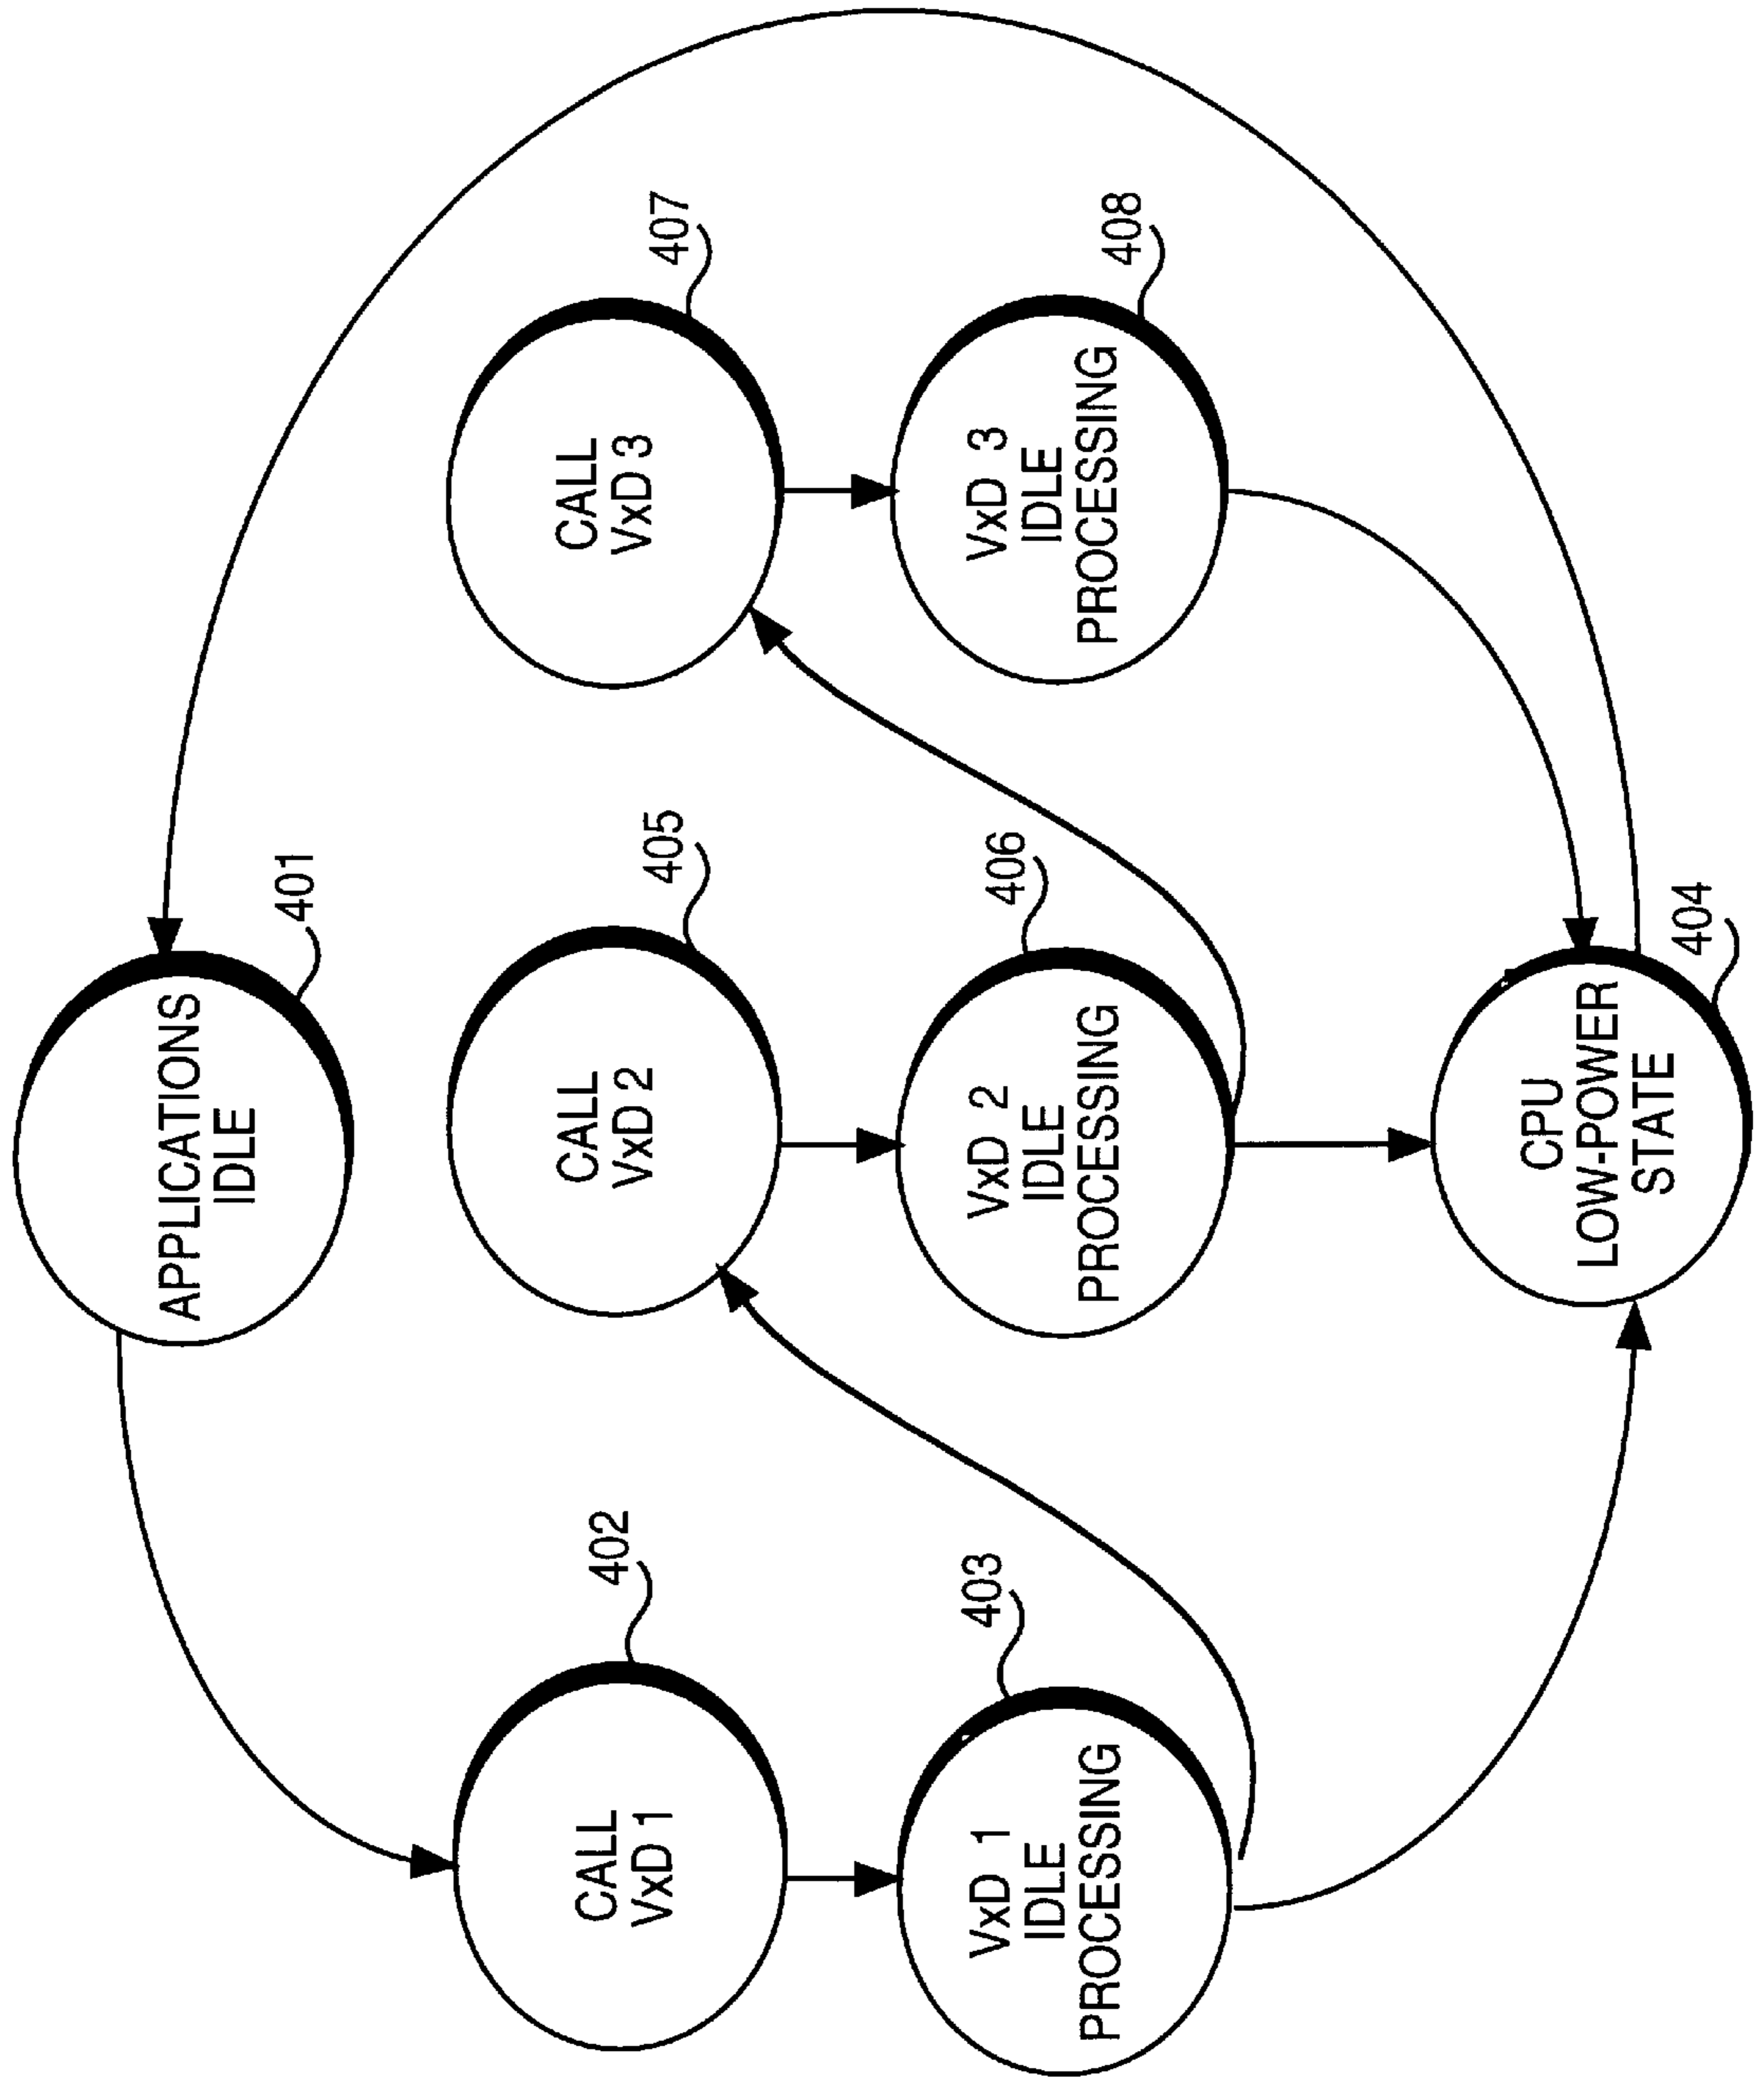 APPLICATIONS
IDLE
401
CALL
VxD 1
402
VxD 1
IDLE
PROCESSING
403
CALL
VxD 2
405
VxD 2
IDLE
PROCESSING
406
CALL
VxD 3
407
VxD 3
IDLE
PROCESSING
408
CPU
LOW-POWER
STATE
404